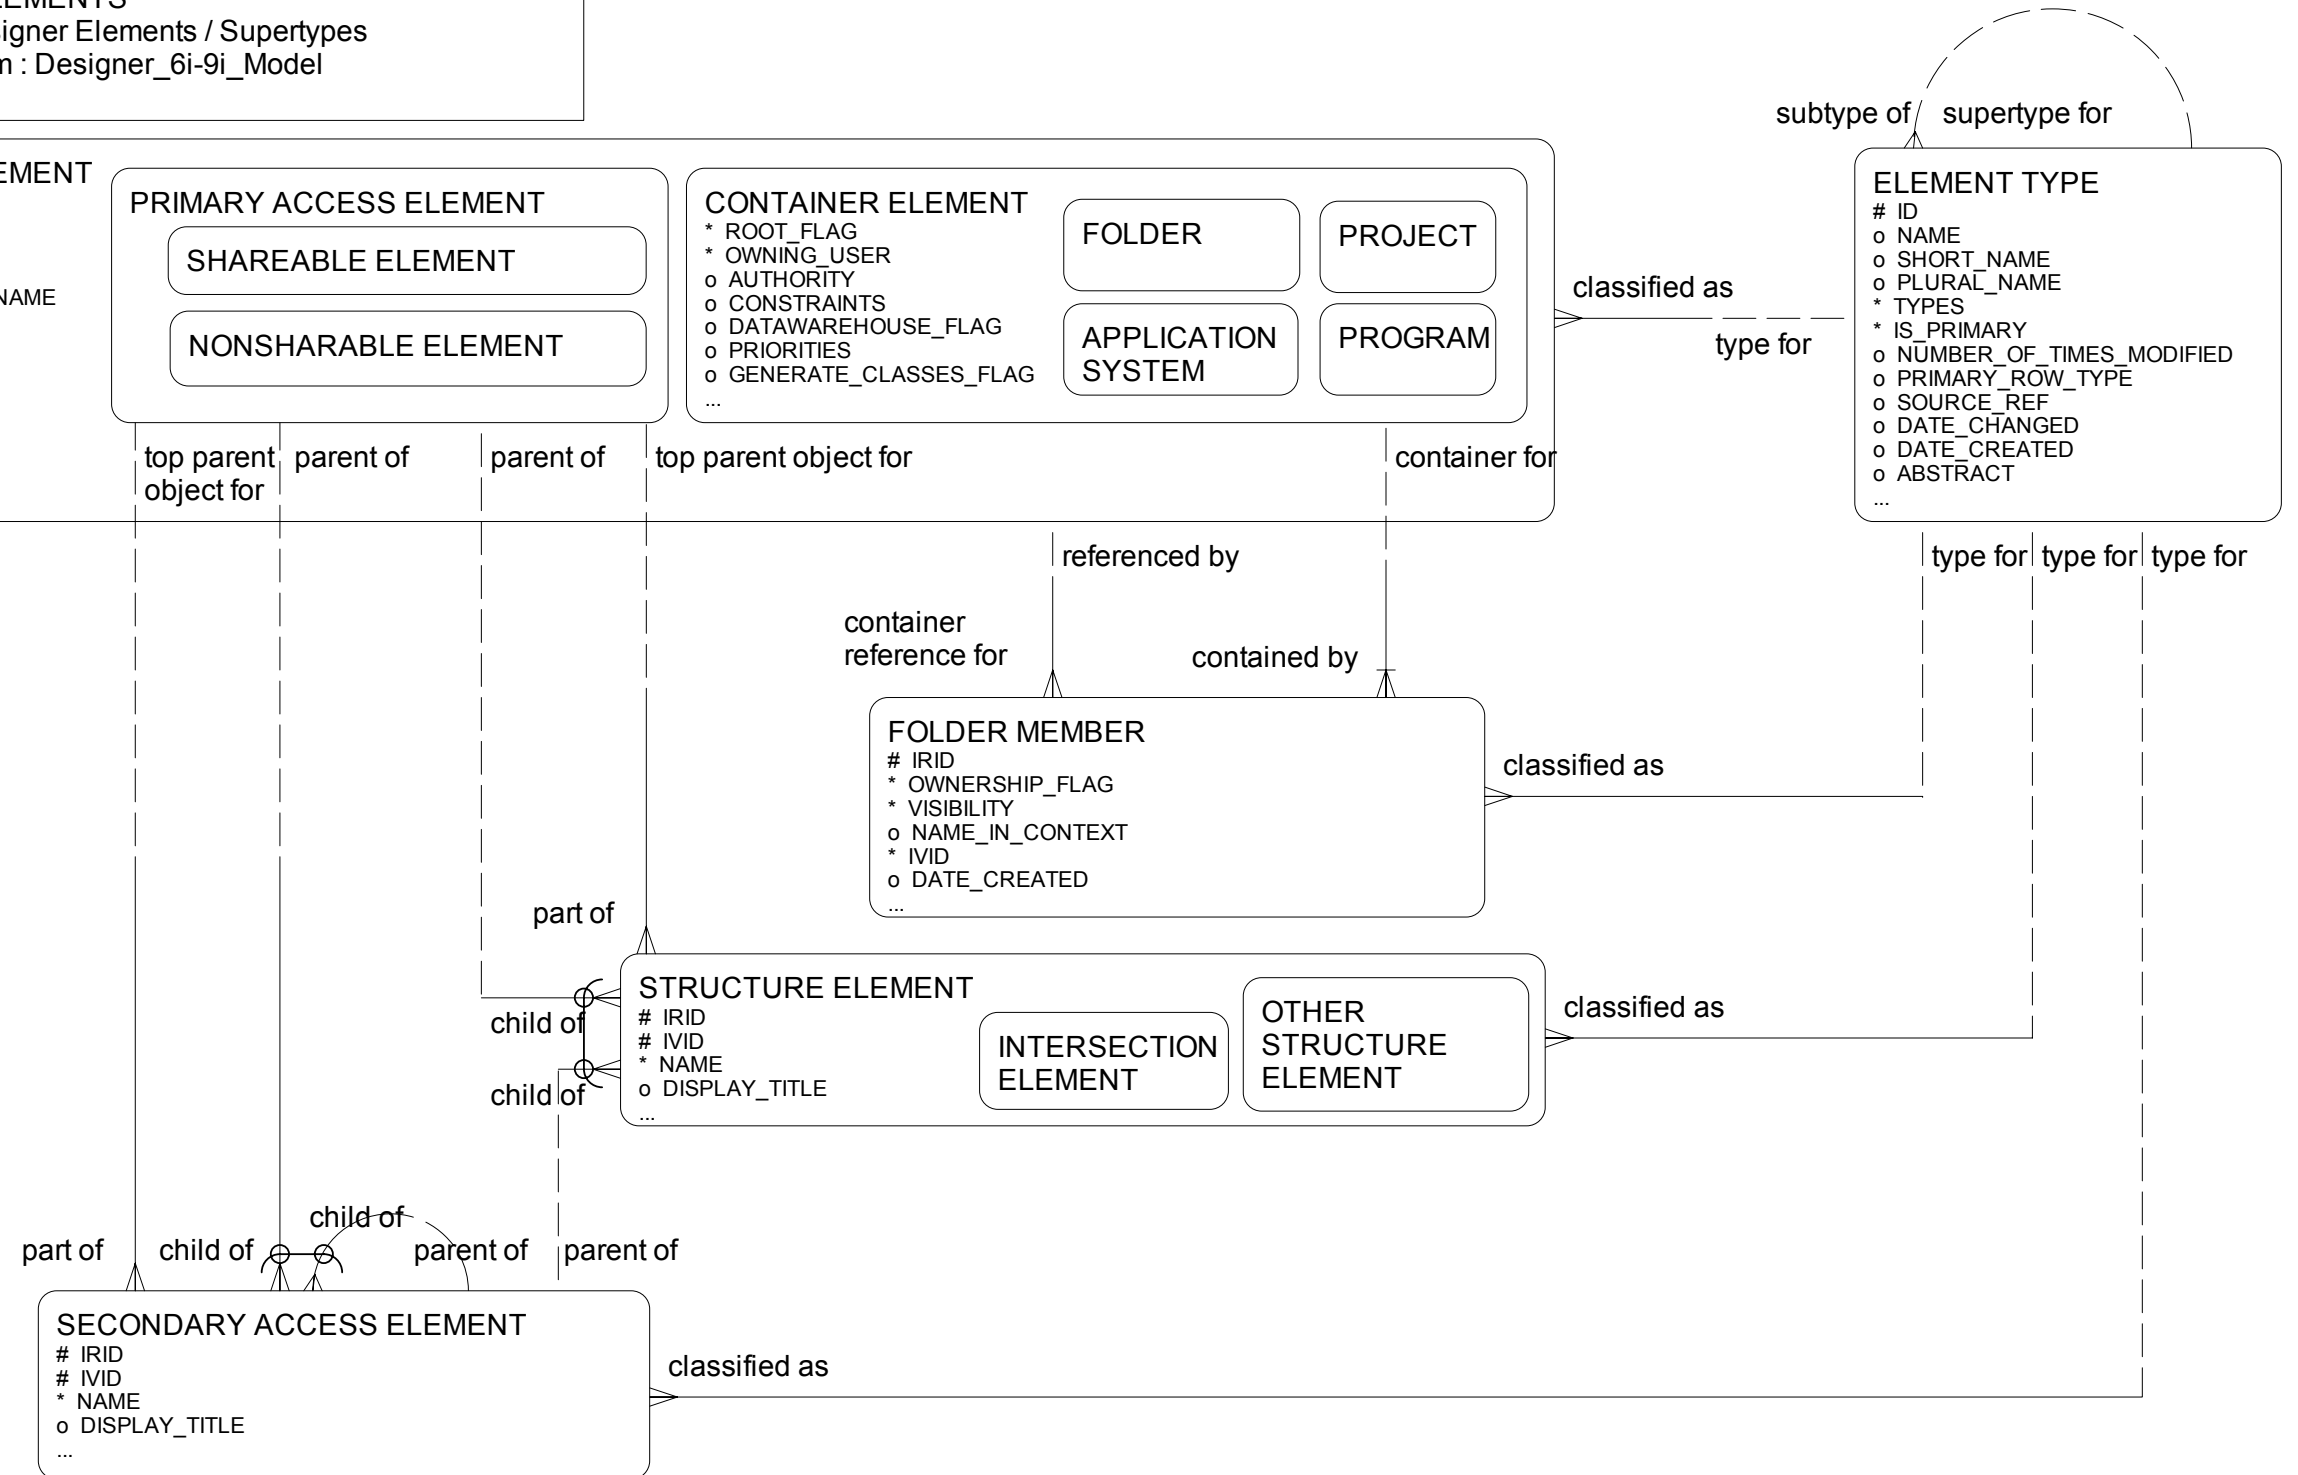 signer Elements / Supertypes
: Designer_6i-9i_Model
subtype of
supertype for
PRIMARY ACCESS ELEMENT
SHAREABLE ELEMENT
NONSHARABLE ELEMENT
NAME
CONTAINER ELEMENT
* ROOT_FLAG
* OWNING_USER
o AUTHORITY
o CONSTRAINTS
o DATAWAREHOUSE_FLAG
o PRIORITIES
o GENERATE_CLASSES_FLAG
...
FOLDER
PROJECT
APPLICATION
SYSTEM
PROGRAM
classified as
type for
ELEMENT TYPE
# ID
o NAME
o SHORT_NAME
o PLURAL_NAME
* TYPES
* IS_PRIMARY
o NUMBER_OF_TIMES_MODIFIED
o PRIMARY_ROW_TYPE
o SOURCE_REF
o DATE_CHANGED
o DATE_CREATED
o ABSTRACT
...
top parent
object for
parent of
parent of
top parent object for
container for
referenced by
type for
type for
type for
container
reference for
contained by
FOLDER MEMBER
# IRID
* OWNERSHIP_FLAG
* VISIBILITY
o NAME_IN_CONTEXT
* IVID
o DATE_CREATED
...
classified as
part of
child of
child of
STRUCTURE ELEMENT
# IRID
# IVID
* NAME
o DISPLAY_TITLE
...
INTERSECTION
ELEMENT
OTHER
STRUCTURE
ELEMENT
classified as
child of
part of
child of
parent of
parent of
SECONDARY ACCESS ELEMENT
# IRID
# IVID
* NAME
o DISPLAY_TITLE
...
classified as